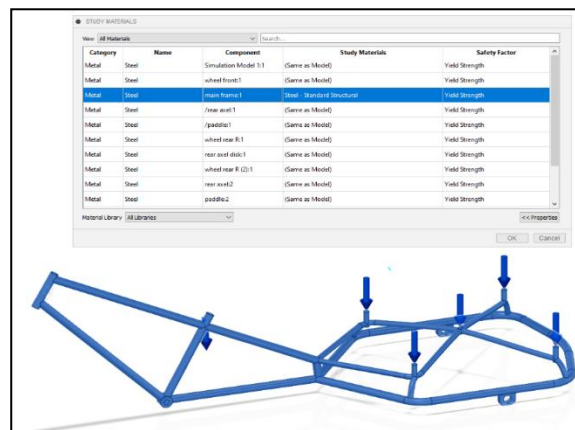 STUDY MATERIALS
View All Materials Search...
Category Name Component Study Materials Safety Factor
Metal Steel Simulation Model 1:1 (Same as Model) Yield Strength
Metal Steel wheel front:1 (Same as Model) Yield Strength
Metal Steel main frame:1 Steel - Standard Structural Yield Strength
Metal Steel /rear axel:1 (Same as Model) Yield Strength
Metal Steel /paddle:1 (Same as Model) Yield Strength
Metal Steel wheel rear R:1 (Same as Model) Yield Strength
Metal Steel rear axel disk:1 (Same as Model) Yield Strength
Metal Steel wheel rear R (2):1 (Same as Model) Yield Strength
Metal Steel rear axel:2 (Same as Model) Yield Strength
Metal Steel paddle:2 (Same as Model) Yield Strength
Material Library All Libraries << Properties
OK Cancel